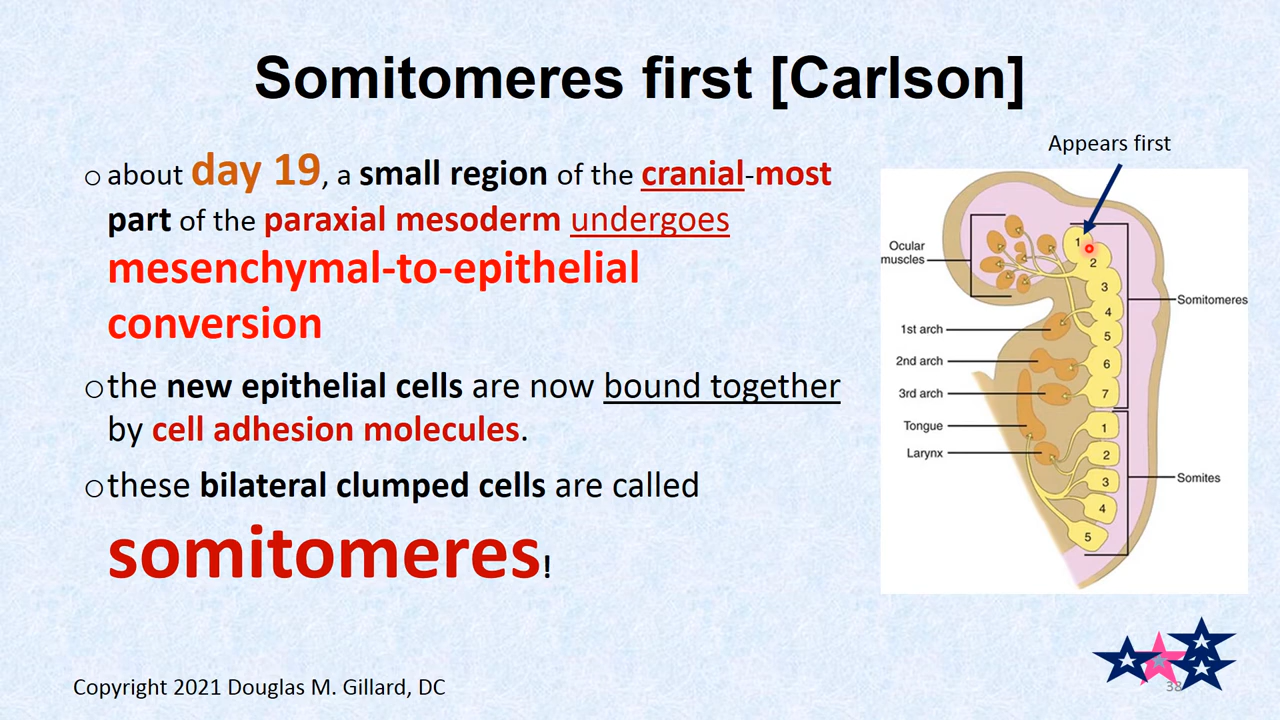 Somitomeres first [Carlson]
○ about day 19, a small region of the cranial-most
part of the paraxial mesoderm undergoes
mesenchymal-to-epithelial
conversion
○ the new epithelial cells are now bound together
by cell adhesion molecules.
○ these bilateral clumped cells are called
somitomeres!
Appears first
Ocular
muscles
1st arch
2nd arch
3rd arch
Tongue
Larynx
1
2
3
4
5
6
7
Somitomeres
1
2
3
4
5
Somites
Copyright 2021 Douglas M. Gillard, DC
38